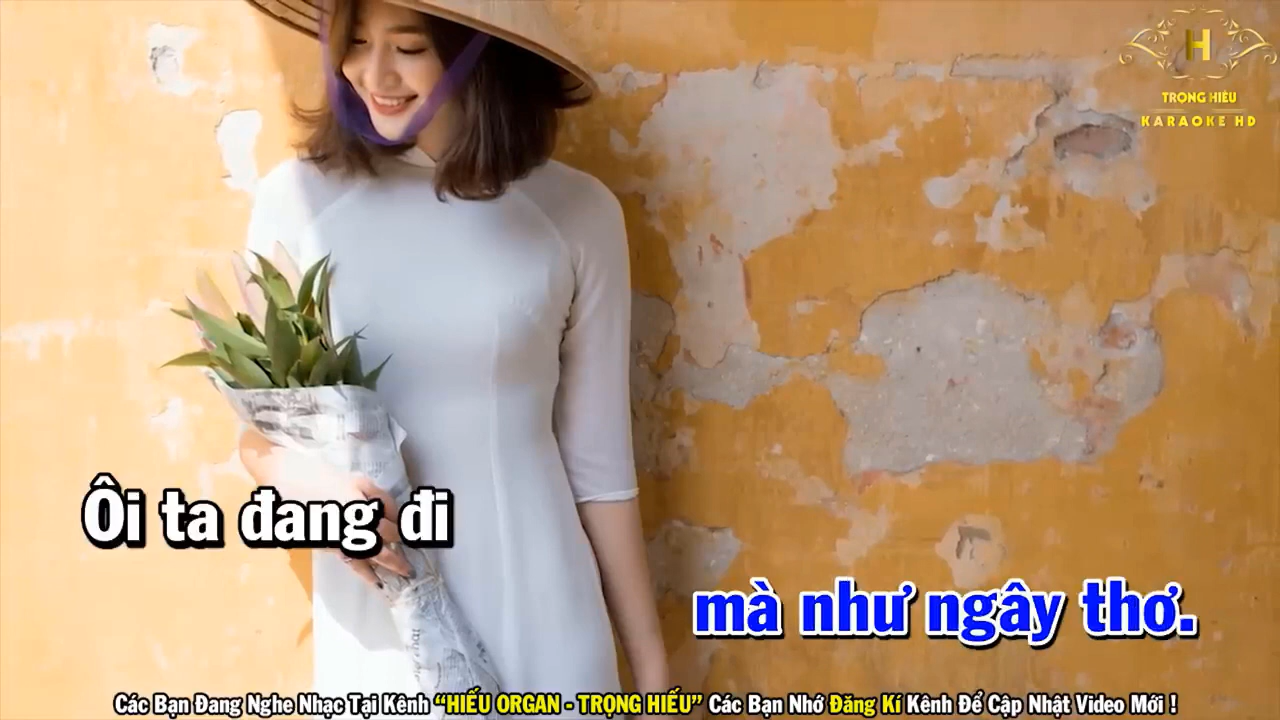 H
TRỌNG HIẾU
KARAOKE HD
Ôi ta đang đi
mà như ngây thơ.
Các Bạn Đang Nghe Nhạc Tại Kênh “HIẾU ORGAN - TRỌNG HIẾU” Các Bạn Nhớ Đăng Kí Kênh Để Cập Nhật Video Mới !